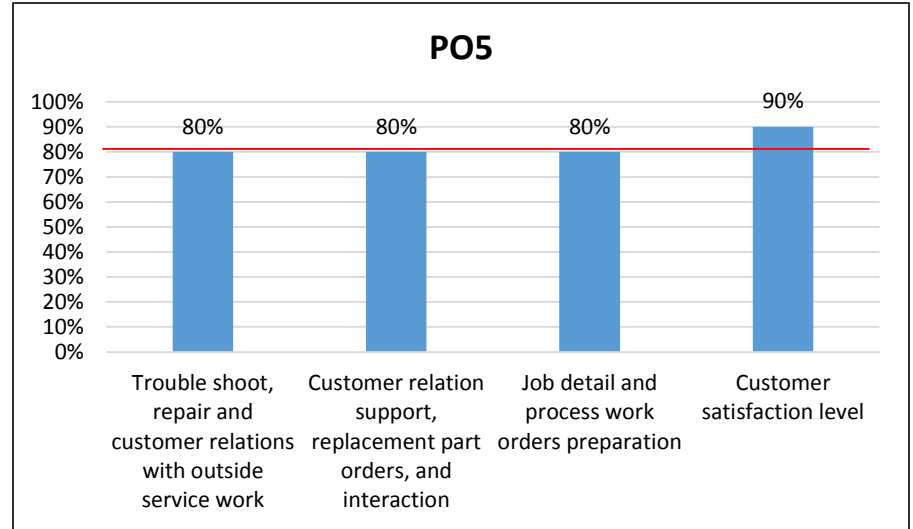 PO5
100%
90%
80%
70%
60%
50%
40%
30%
20%
10%
0%
80%
80%
80%
90%
Trouble shoot,
repair and
customer relations
with outside
service work
Customer relation
support,
replacement part
orders, and
interaction
Job detail and
process work
orders preparation
Customer
satisfaction level